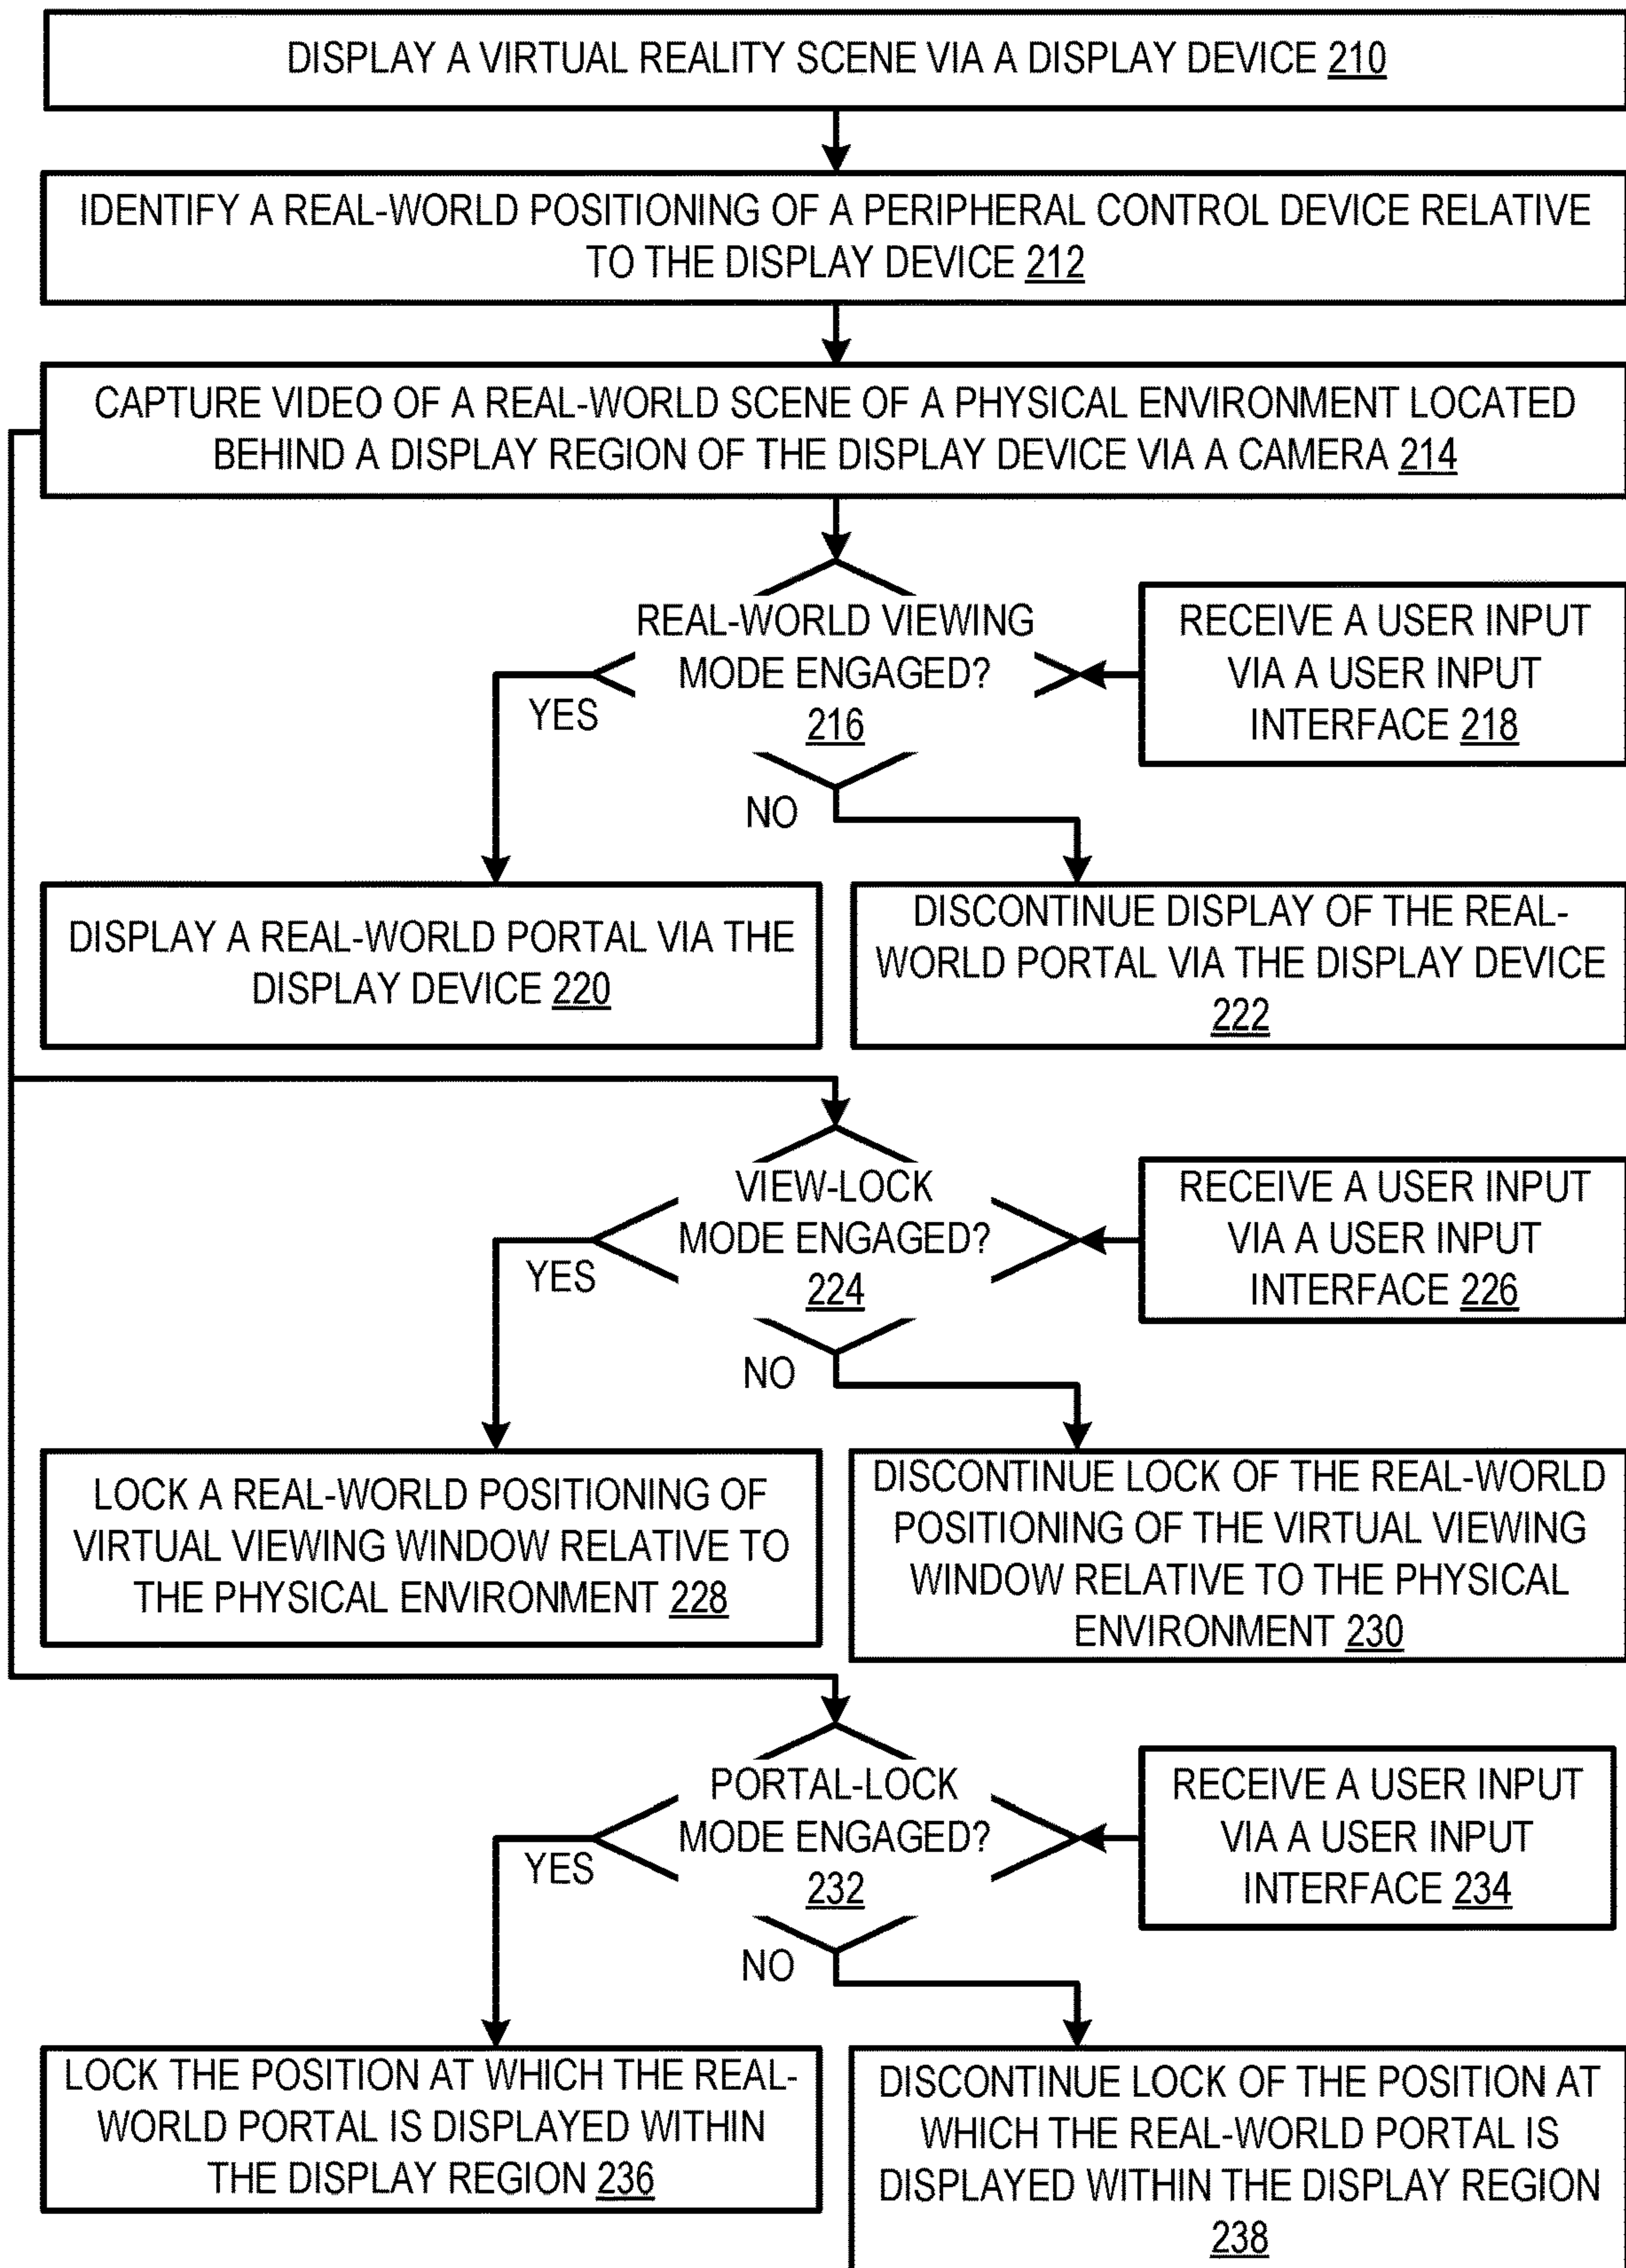 DISPLAY A VIRTUAL REALITY SCENE VIA A DISPLAY DEVICE 210
IDENTIFY A REAL-WORLD POSITIONING OF A PERIPHERAL CONTROL DEVICE RELATIVE
TO THE DISPLAY DEVICE 212
CAPTURE VIDEO OF A REAL-WORLD SCENE OF A PHYSICAL ENVIRONMENT LOCATED
BEHIND A DISPLAY REGION OF THE DISPLAY DEVICE VIA A CAMERA 214
REAL-WORLD VIEWING
MODE ENGAGED?
216
RECEIVE A USER INPUT
VIA A USER INPUT
INTERFACE 218
YES
NO
DISPLAY A REAL-WORLD PORTAL VIA THE
DISPLAY DEVICE 220
DISCONTINUE DISPLAY OF THE REAL-
WORLD PORTAL VIA THE DISPLAY DEVICE
222
VIEW-LOCK
MODE ENGAGED?
224
RECEIVE A USER INPUT
VIA A USER INPUT
INTERFACE 226
YES
NO
LOCK A REAL-WORLD POSITIONING OF
VIRTUAL VIEWING WINDOW RELATIVE TO
THE PHYSICAL ENVIRONMENT 228
DISCONTINUE LOCK OF THE REAL-WORLD
POSITIONING OF THE VIRTUAL VIEWING
WINDOW RELATIVE TO THE PHYSICAL
ENVIRONMENT 230
PORTAL-LOCK
MODE ENGAGED?
232
RECEIVE A USER INPUT
VIA A USER INPUT
INTERFACE 234
YES
NO
LOCK THE POSITION AT WHICH THE REAL-
WORLD PORTAL IS DISPLAYED WITHIN
THE DISPLAY REGION 236
DISCONTINUE LOCK OF THE POSITION AT
WHICH THE REAL-WORLD PORTAL IS
DISPLAYED WITHIN THE DISPLAY REGION
238